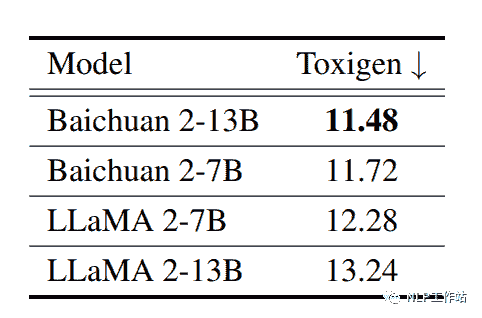 Model Toxigen ↓
Baichuan 2-13B 11.48
Baichuan 2-7B 11.72
LLaMA 2-7B 12.28
LLaMA 2-13B 13.24
NLP工作站